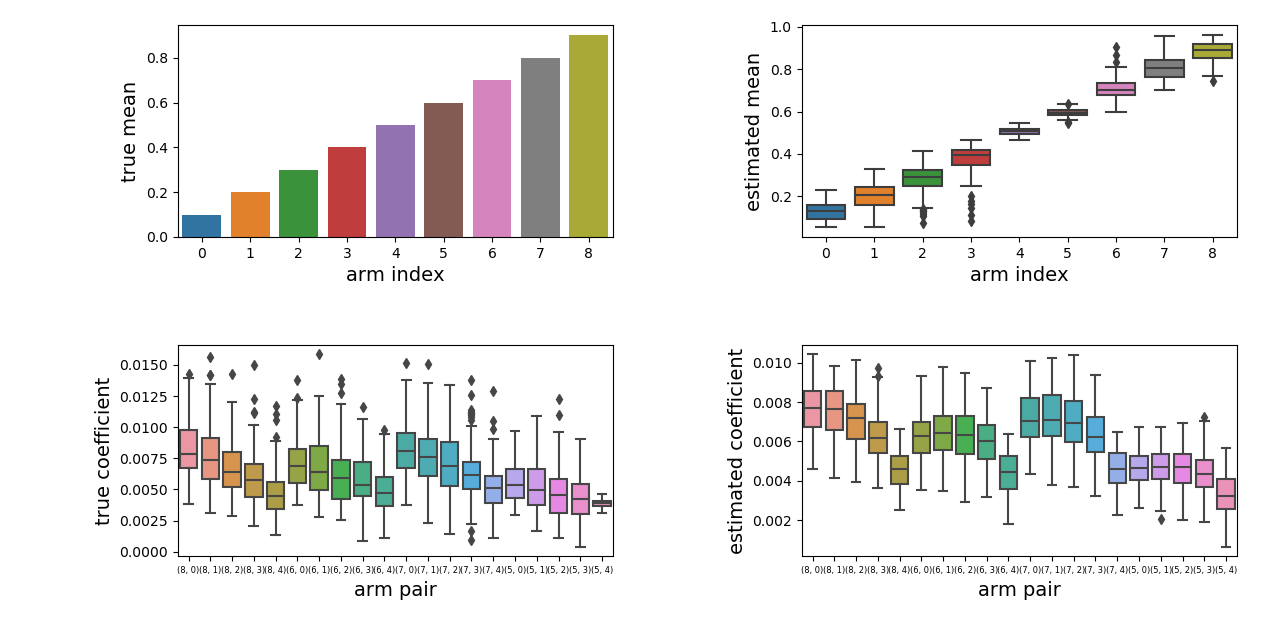 true mean
0.8
0.6
0.4
0.2
0.0
0 1 2 3 4 5 6 7 8
arm index
estimated mean
1.0
0.8
0.6
0.4
0.2
0 1 2 3 4 5 6 7 8
arm index
true coefficient
0.0150
0.0125
0.0100
0.0075
0.0050
0.0025
0.0000
(8, 0)(8, 1)(8, 2)(8, 3)(8, 4)(6, 0)(6, 1)(6, 2)(6, 3)(6, 4)(7, 0)(7, 1)(7, 2)(7, 3)(7, 4)(5, 0)(5, 1)(5, 2)(5, 3)(5, 4)
arm pair
estimated coefficient
0.010
0.008
0.006
0.004
0.002
(8, 0)(8, 1)(8, 2)(8, 3)(8, 4)(6, 0)(6, 1)(6, 2)(6, 3)(6, 4)(7, 0)(7, 1)(7, 2)(7, 3)(7, 4)(5, 0)(5, 1)(5, 2)(5, 3)(5, 4)
arm pair